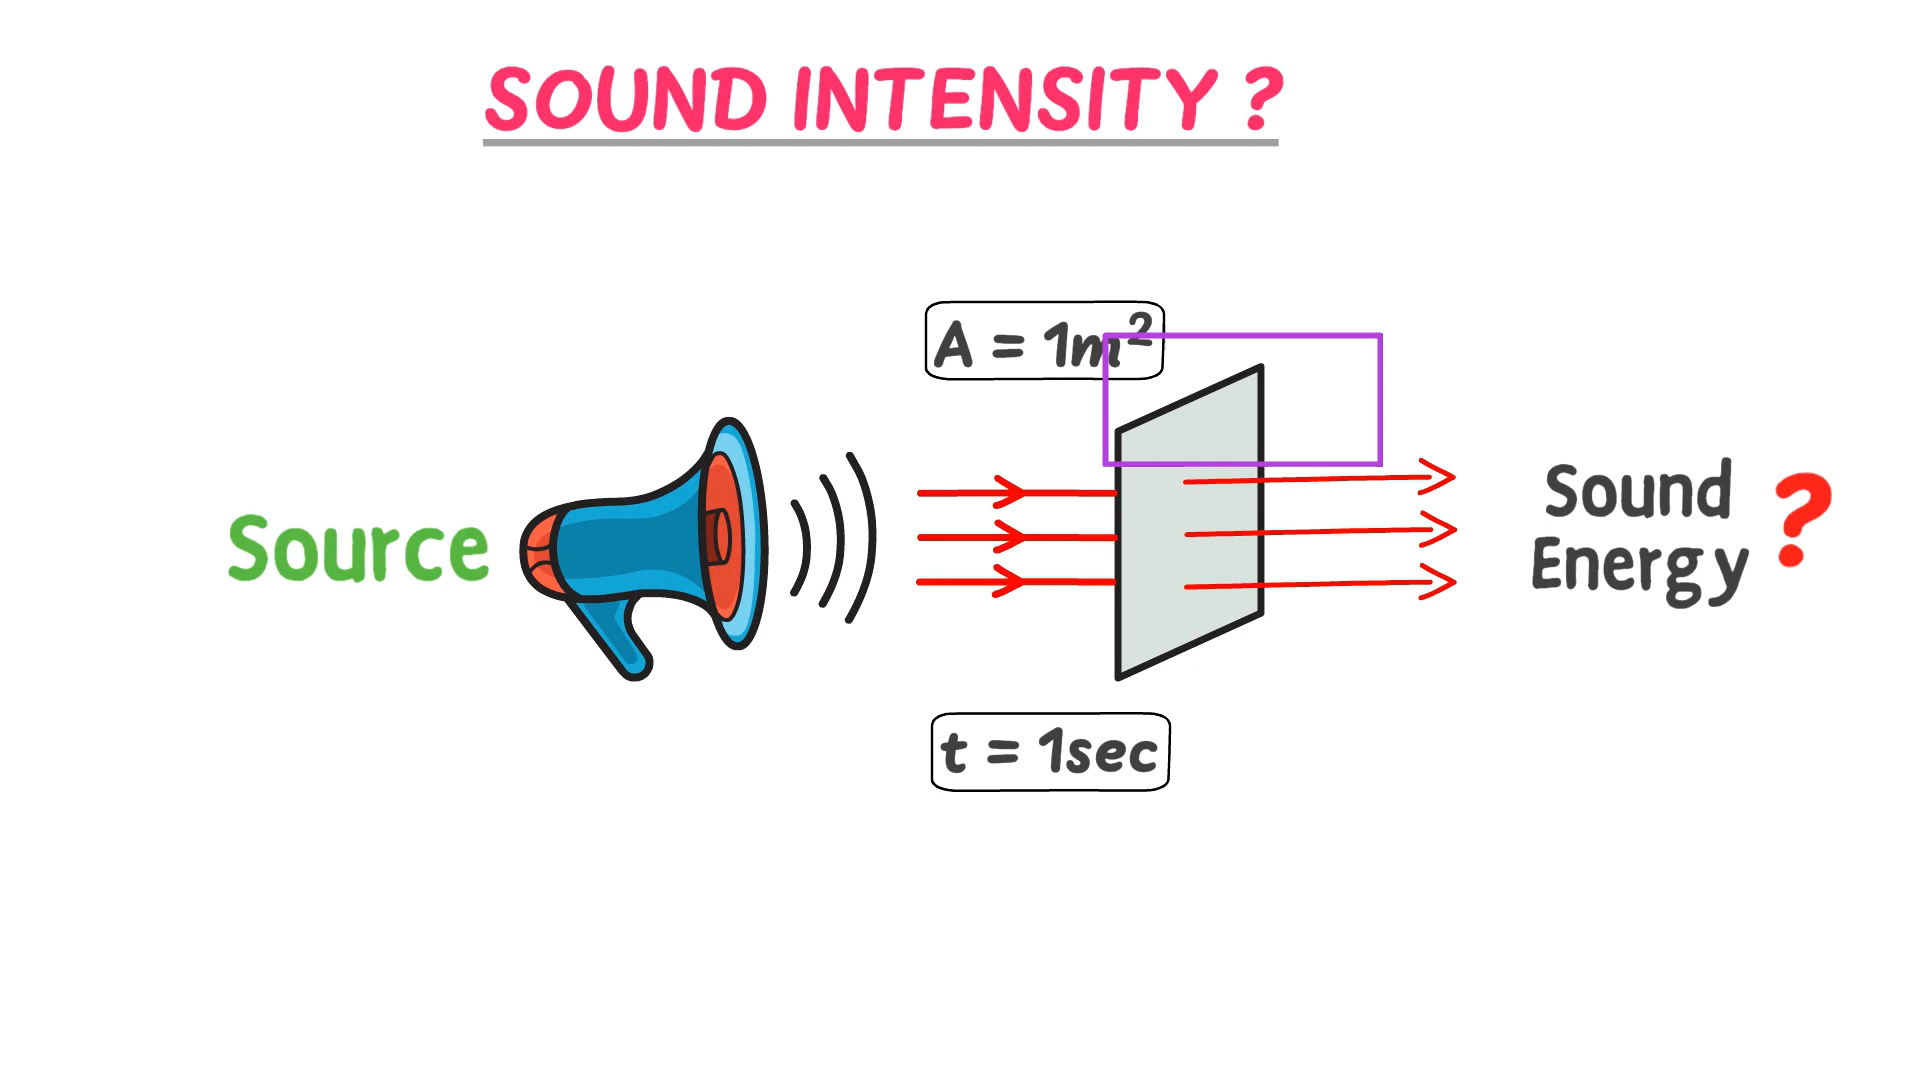 SOUND INTENSITY ?
A = 1m²
Source
Sound
Energy ?
t = 1sec